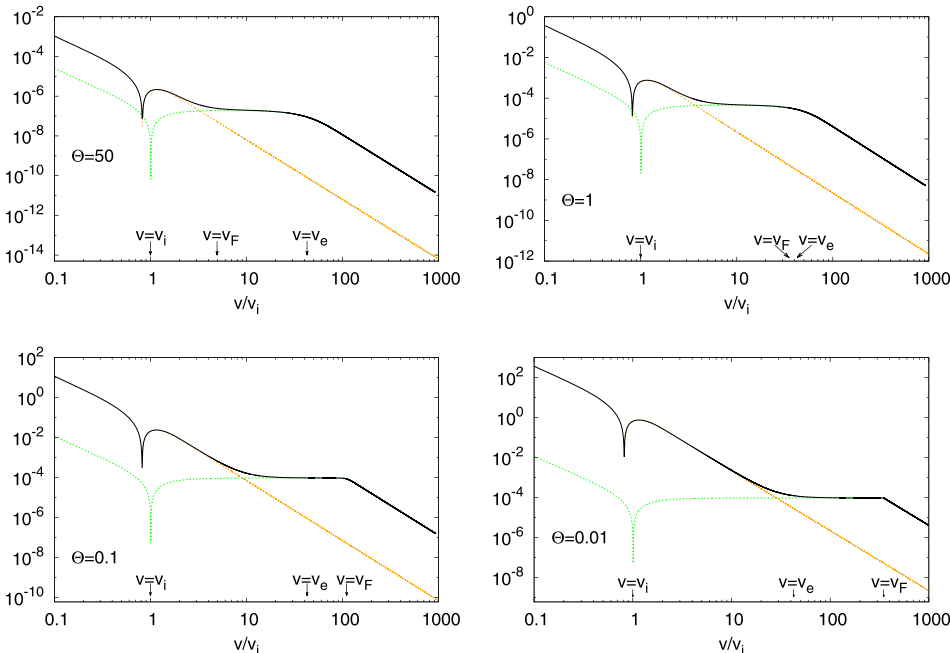 10^-2
10^-4
10^-6
10^-8
10^-10
10^-12
10^-14
Θ=50
v=v_i
v=v_F
v=v_e
0.1
1
10
100
1000
v/v_i
10^0
10^-2
10^-4
10^-6
10^-8
10^-10
10^-12
Θ=1
v=v_i
v=v_F
v=v_e
0.1
1
10
100
1000
v/v_i
10^2
10^0
10^-2
10^-4
10^-6
10^-8
10^-10
Θ=0.1
v=v_i
v=v_e
v=v_F
0.1
1
10
100
1000
v/v_i
10^2
10^0
10^-2
10^-4
10^-6
10^-8
Θ=0.01
v=v_i
v=v_e
v=v_F
0.1
1
10
100
1000
v/v_i